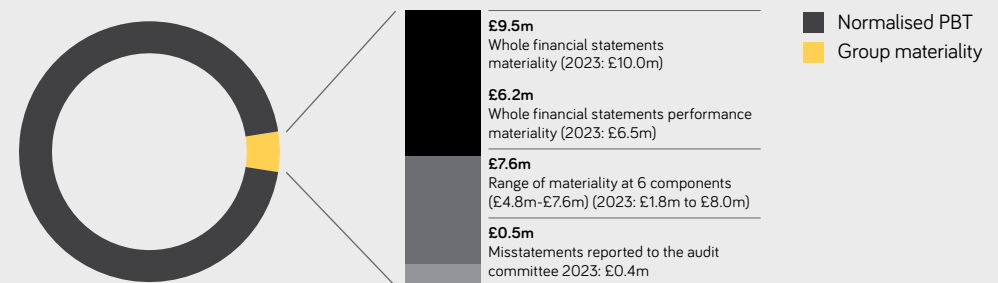 £9.5m
Whole financial statements
materiality (2023: £10.0m)
£6.2m
Whole financial statements performance
materiality (2023: £6.5m)
£7.6m
Range of materiality at 6 components
(£4.8m-£7.6m) (2023: £1.8m to £8.0m)
£0.5m
Misstatements reported to the audit
committee 2023: £0.4m
Normalised PBT
Group materiality